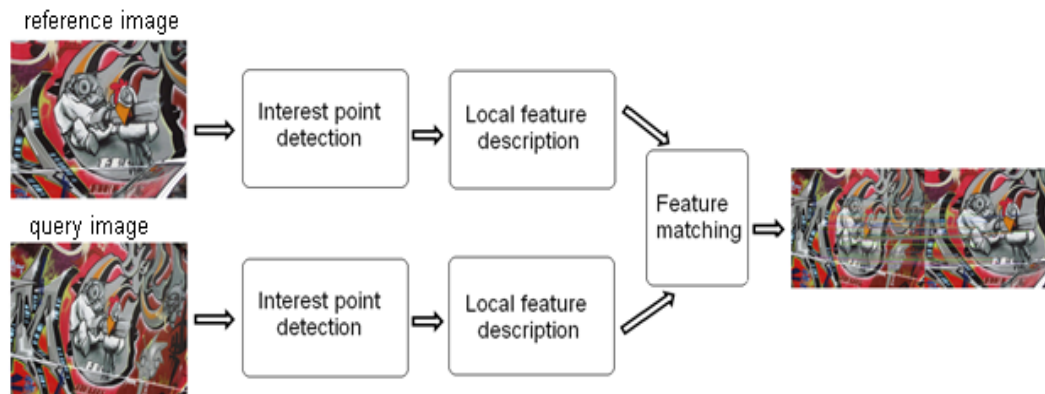 reference image
Interest point
detection
Local feature
description
Feature
matching
query image
Interest point
detection
Local feature
description